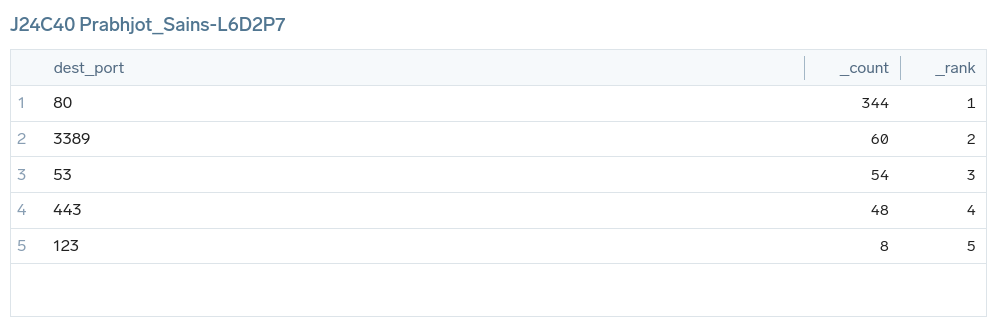 J24C40 Prabhjot_Sains-L6D2P7
dest_port _count _rank
1 80 344 1
2 3389 60 2
3 53 54 3
4 443 48 4
5 123 8 5